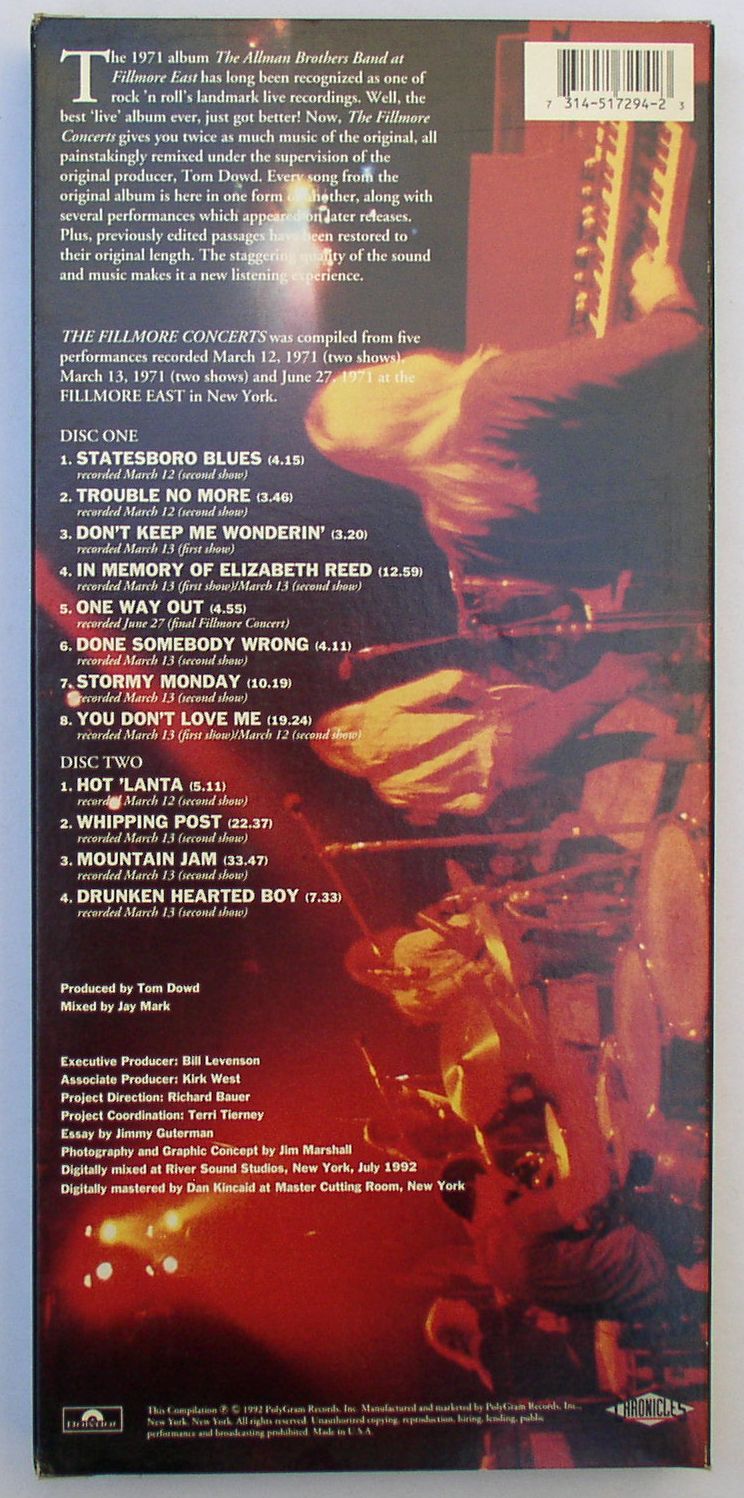 The 1971 album The Allman Brothers Band at
Fillmore East has long been recognized as one of
rock 'n roll's landmark live recordings. Well, the
best 'live' album ever, just got better! Now, The Fillmore
Concerts gives you twice as much music of the original, all
painstakingly remixed under the supervision of the
original producer, Tom Dowd. Every song from the
original album is here in one form or another, along with
several performances which appeared on later releases.
Plus, previously edited passages have been restored to
their original length. The staggering quality of the sound
and music makes it a new listening experience.
7 314-517294-2 3
THE FILLMORE CONCERTS was compiled from five
performances recorded March 12, 1971 (two shows),
March 13, 1971 (two shows) and June 27, 1971 at the
FILLMORE EAST in New York.
DISC ONE
1. STATESBORO BLUES (4.15)
recorded March 12 (second show)
2. TROUBLE NO MORE (3.46)
recorded March 12 (second show)
3. DON'T KEEP ME WONDERIN' (3.20)
recorded March 13 (first show)
4. IN MEMORY OF ELIZABETH REED (12.59)
recorded March 13 (first show)/March 13 (second show)
5. ONE WAY OUT (4.55)
recorded June 27 (final Fillmore Concert)
6. DONE SOMEBODY WRONG (4.11)
recorded March 13 (second show)
7. STORMY MONDAY (10.19)
recorded March 13 (second show)
8. YOU DON'T LOVE ME (19.24)
recorded March 13 (first show)/March 12 (second show)
DISC TWO
1. HOT 'LANTA (5.11)
recorded March 12 (second show)
2. WHIPPING POST (22.37)
recorded March 13 (second show)
3. MOUNTAIN JAM (33.47)
recorded March 13 (second show)
4. DRUNKEN HEARTED BOY (7.33)
recorded March 13 (second show)
Produced by Tom Dowd
Mixed by Jay Mark
Executive Producer: Bill Levenson
Associate Producer: Kirk West
Project Direction: Richard Bauer
Project Coordination: Terri Tierney
Essay by Jimmy Guterman
Photography and Graphic Concept by Jim Marshall
Digitally mixed at River Sound Studios, New York, July 1992
Digitally mastered by Dan Kincaid at Master Cutting Room, New York
polydor
This Compilation ℗ © 1992 PolyGram Records, Inc. Manufactured and marketed by PolyGram Records, Inc.,
New York, New York. All rights reserved. Unauthorized copying, reproduction, hiring, lending, public
performance and broadcasting prohibited. Made in U.S.A.
CHRONICLES